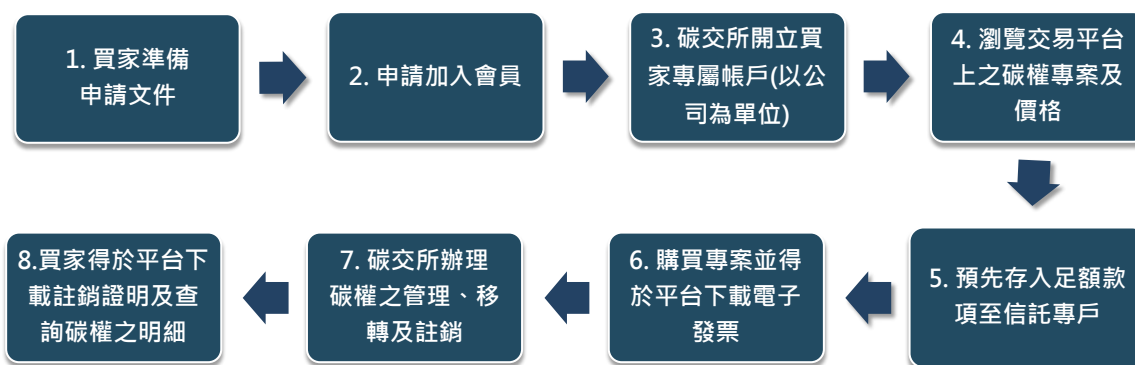 1. 買家準備
申請文件
2. 申請加入會員
3. 碳交所開立買
家專屬帳戶(以公
司為單位)
4. 瀏覽交易平台
上之碳權專案及
價格
5. 預先存入足額款
項至信託專戶
6. 購買專案並得
於平台下載電子
發票
7. 碳交所辦理
碳權之管理、移
轉及註銷
8.買家得於平台下
載註銷證明及查
詢碳權之明細